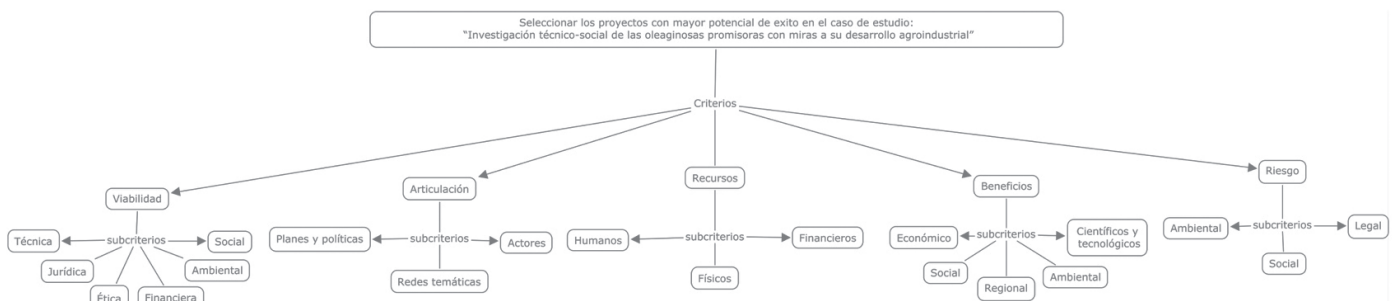 Seleccionar los proyectos con mayor potencial de exito en el caso de estudio:
“Investigación técnico-social de las oleaginosas promisoras con miras a su desarrollo agroindustrial”
Criterios
Viabilidad
subcriterios
Técnica
Social
Jurídica
Ambiental
Ética
Financiera
Articulación
subcriterios
Planes y políticas
Actores
Redes temáticas
Recursos
subcriterios
Humanos
Financieros
Físicos
Beneficios
subcriterios
Económico
Científicos y
tecnológicos
Social
Ambiental
Regional
Riesgo
subcriterios
Ambiental
Legal
Social